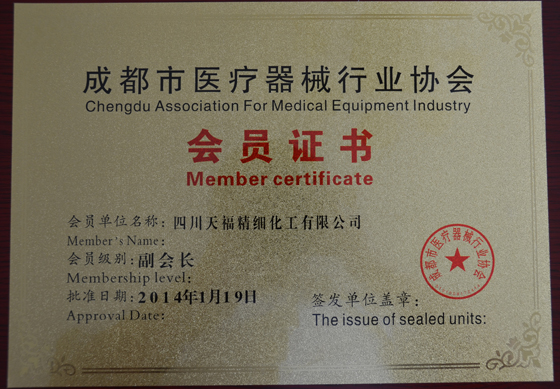 成都市医疗器械行业协会
Chengdu Association For Medical Equipment Industry
会员证书
Member certificate
会员单位名称：四川天福精细化工有限公司
Member's Name:
会员级别：副会长
Membership level:
批准日期：2014年1月19日
Approval Date:
签发单位盖章：
The issue of sealed units:
成都市医疗器械行业协会